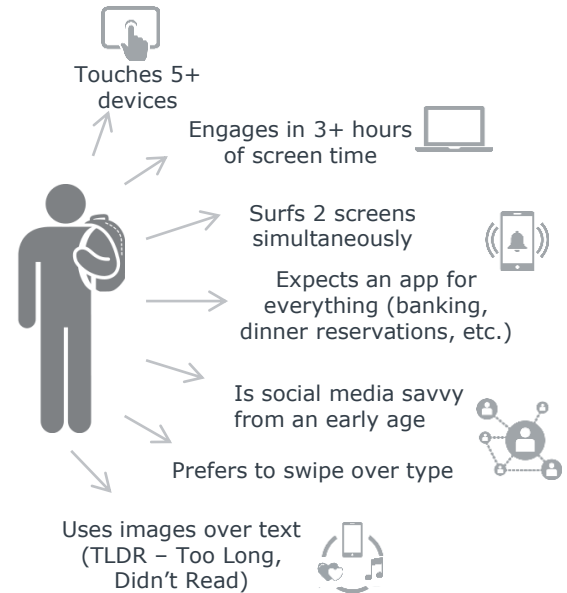 Touches 5+
devices
Engages in 3+ hours
of screen time
Surfs 2 screens
simultaneously
Expects an app for
everything (banking,
dinner reservations, etc.)
Is social media savvy
from an early age
Prefers to swipe over type
Uses images over text
(TLDR – Too Long,
Didn’t Read)